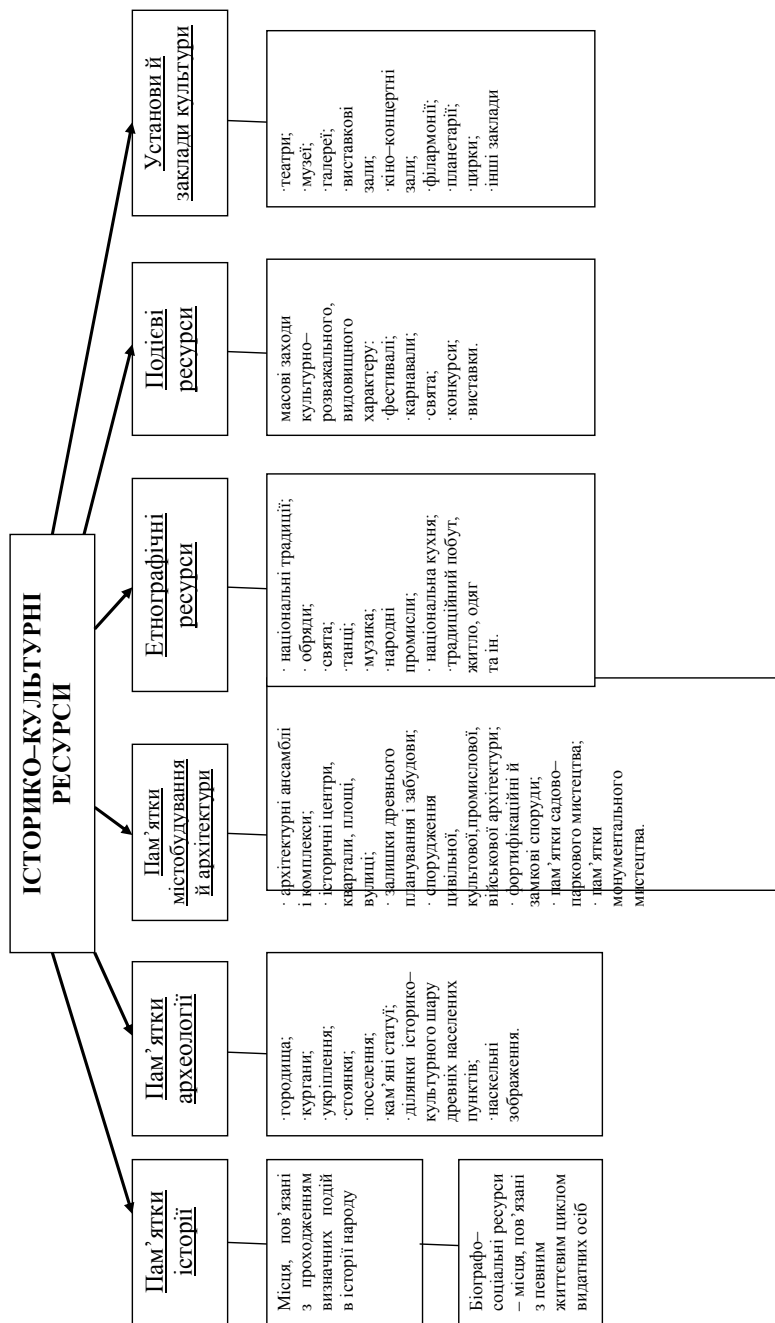 ІСТОРИКО–КУЛЬТУРНІ
РЕСУРСИ
Пам’ятки
історії
Місця, пов’язані
з проходженням
визначних подій
в історії народу
Біографо–
соціальні ресурси
– місця, пов’язані
з певним
життєвим циклом
видатних осіб
Пам’ятки
археології
·городища;
·кургани;
·укріплення;
·стоянки;
·поселення;
·кам’яні статуї;
·ділянки історико–
культурного шару
древніх населених
пунктів;
·наскельні
зображення.
Пам’ятки
містобудування
й архітектури
· архітектурні ансамблі
і комплекси;
· історичні центри,
квартали, площі,
вулиці;
· залишки древнього
планування і забудови;
· спорудження
цивільної,
культової,промислової,
військової архітектури;
· фортифікаційні й
замкові споруди;
· пам’ятки садово–
паркового мистецтва;
· пам’ятки
монументального
мистецтва.
Етнографічні
ресурси
· національні традиції;
· обряди;
·свята;
·танці;
·музика;
· народні
промисли;
· національна кухня;
·традиційний побут,
житло, одяг
та ін.
Подієві
ресурси
масові заходи
культурно–
розважального,
видовищного
характеру:
·фестивалі;
·карнавали;
·свята;
·конкурси;
·виставки.
Установи й
заклади культури
·театри;
·музеї;
·галереї;
·виставкові
зали;
·кіно–концертні
зали;
·філармонії;
·планетарії;
·цирки;
·інші заклади